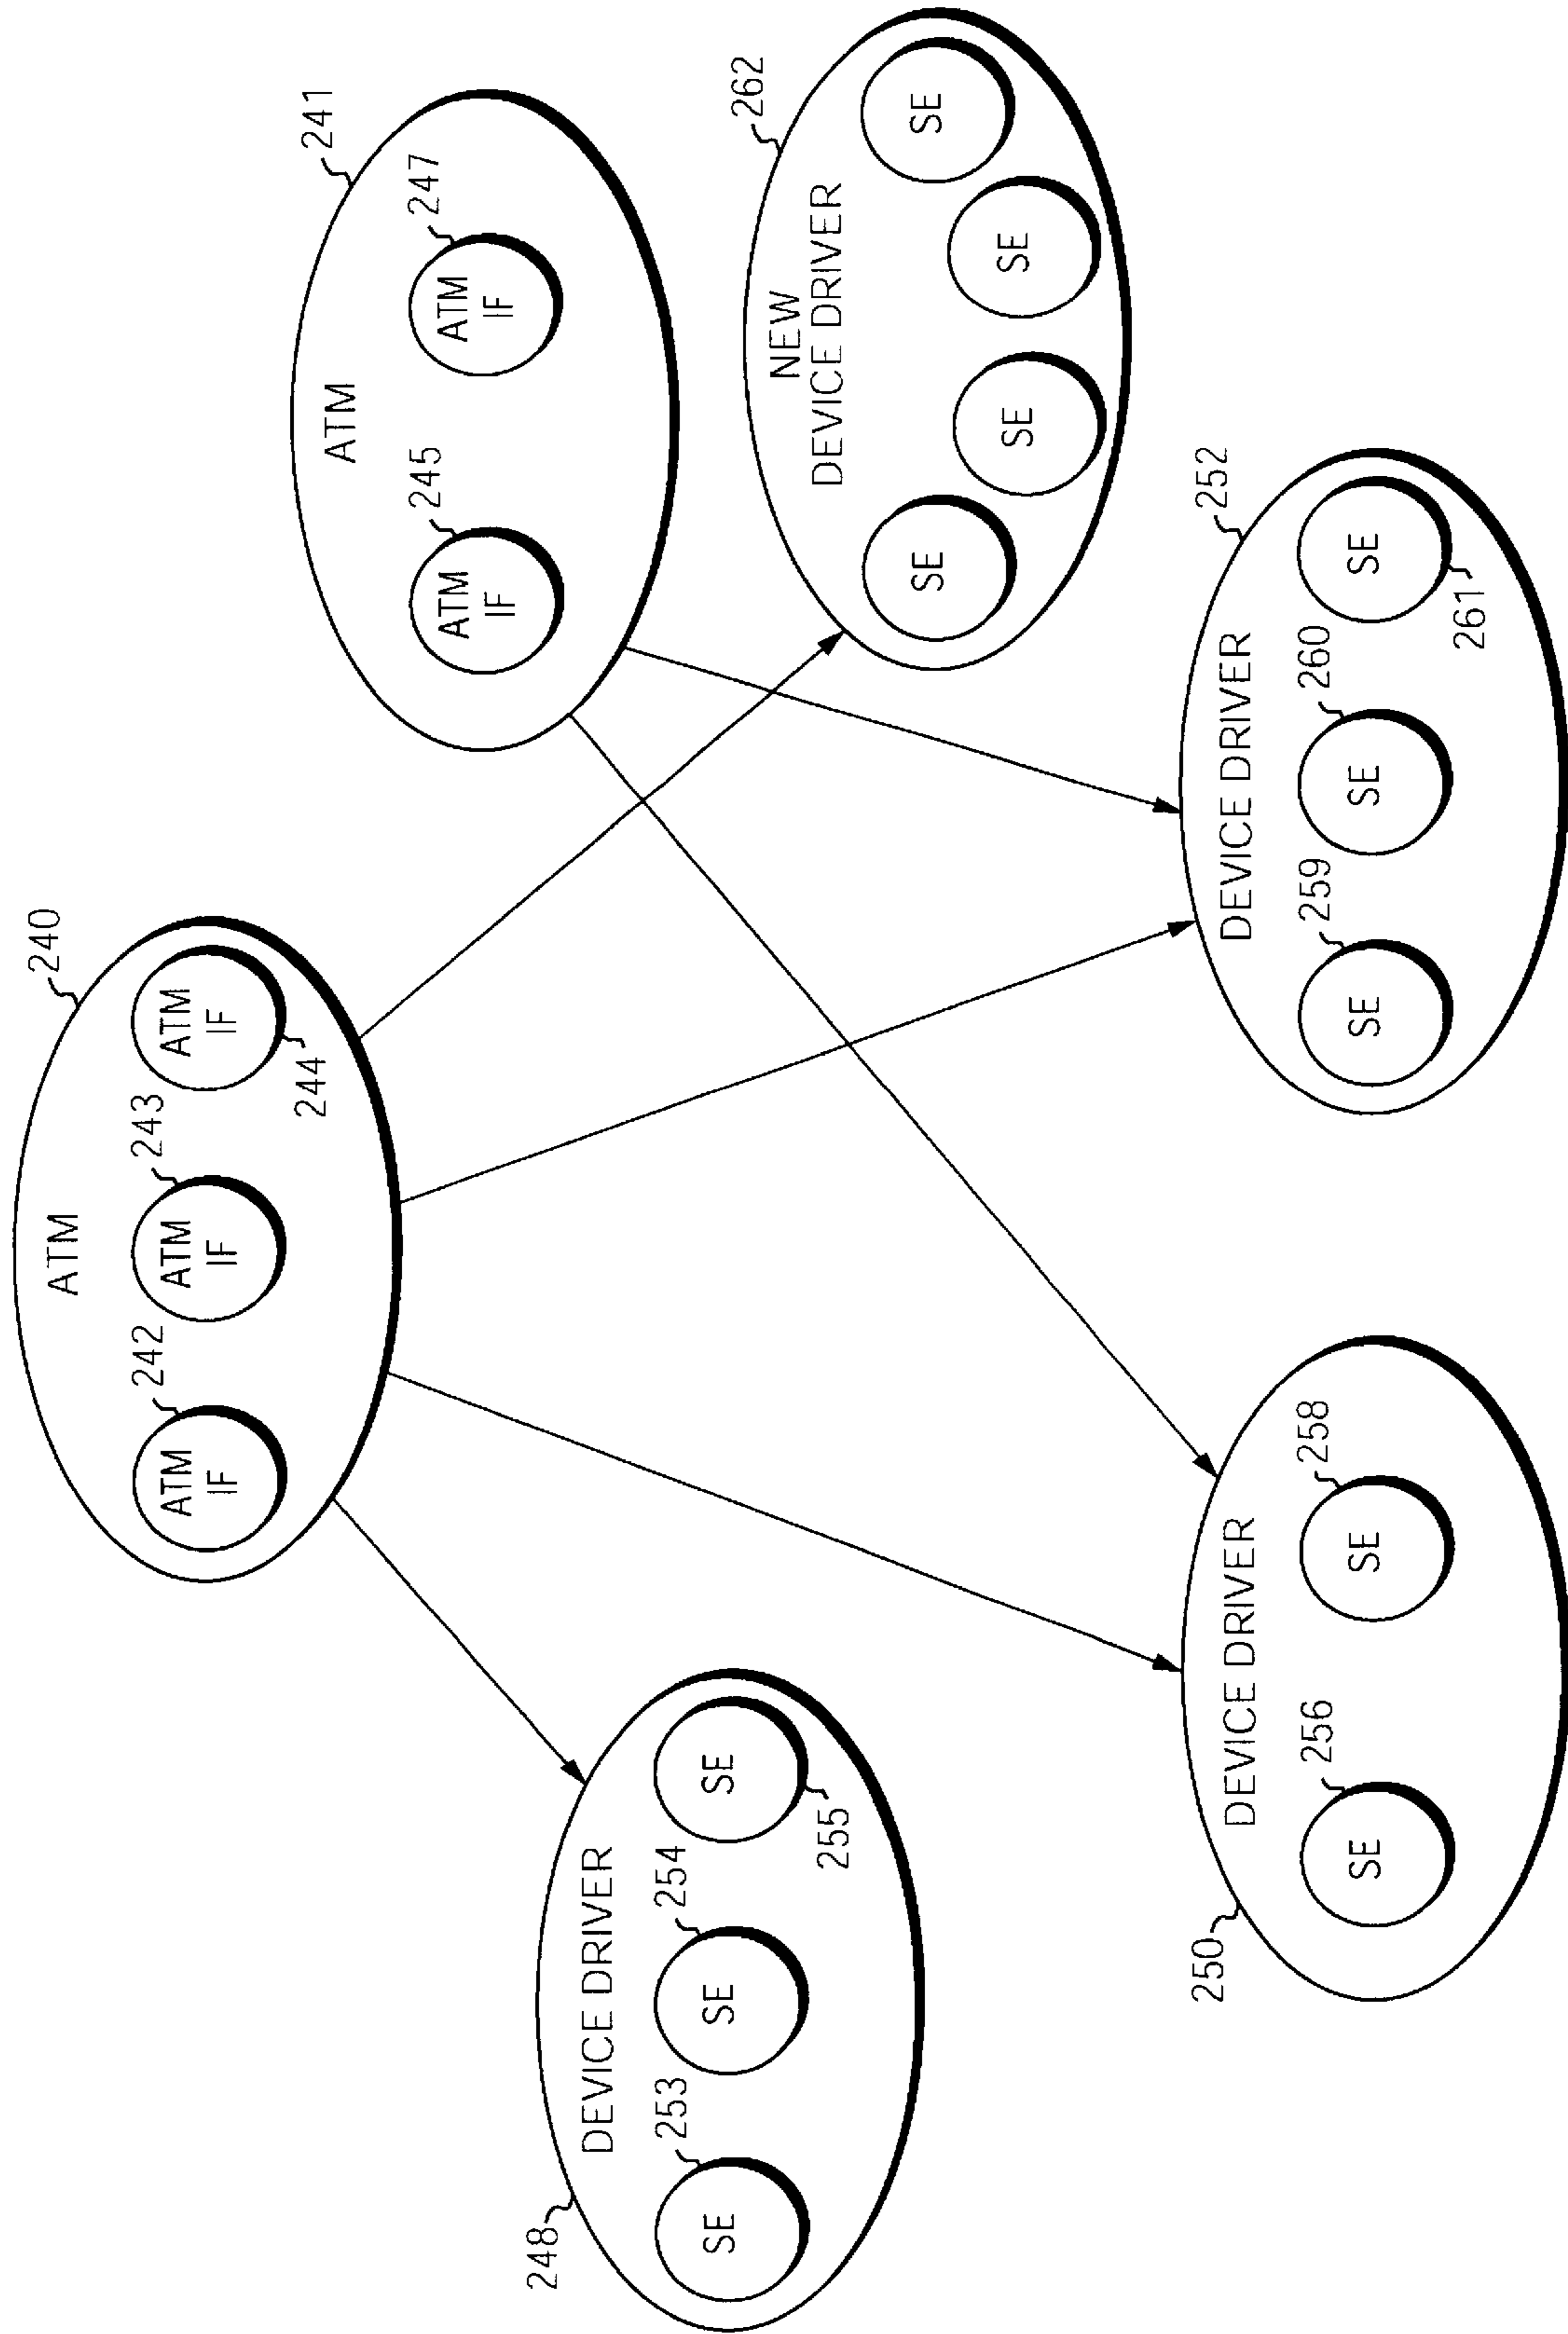 240
ATM
242
243
ATM
IF
ATM
IF
ATM
IF
244
241
ATM
245
247
ATM
IF
ATM
IF
248
DEVICE DRIVER
253
254
SE
SE
SE
255
262
NEW
DEVICE DRIVER
SE
SE
SE
SE
250
DEVICE DRIVER
256
258
SE
SE
252
DEVICE DRIVER
259
260
SE
SE
SE
261